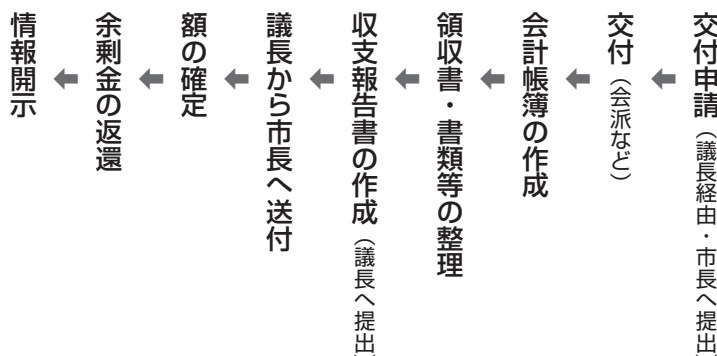 交付申請（議長経由・市長へ提出）
交付（会派など）
会計帳簿の作成
領収書・書類等の整理
収支報告書の作成（議長へ提出）
議長から市長へ送付
額の確定
余剰金の返還
情報開示